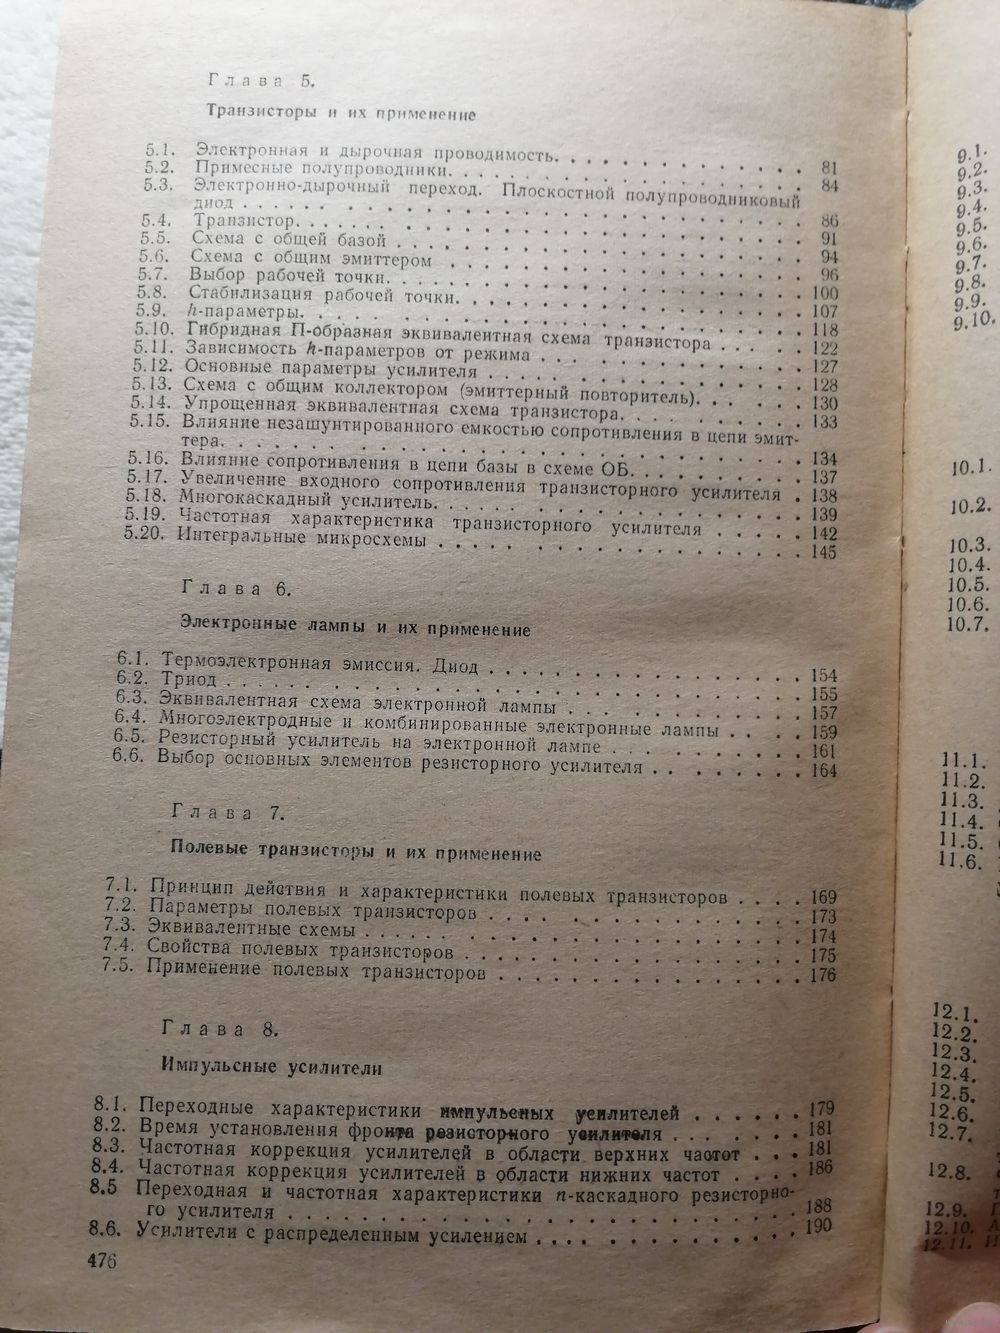 Глава 5.
Транзисторы и их применение
5.1. Электронная и дырочная проводимость. . . . . . . . . . . . . . 81
5.2. Примесные полупроводники. . . . . . . . . . . . . . . . . . 84
5.3. Электронно-дырочный переход. Плоскостной полупроводниковый
диод . . . . . . . . . . . . . . . . . . . . . . . . . . 86
5.4. Транзистор. . . . . . . . . . . . . . . . . . . . . . . . 91
5.5. Схема с общей базой . . . . . . . . . . . . . . . . . . . 94
5.6. Схема с общим эмиттером . . . . . . . . . . . . . . . . . 96
5.7. Выбор рабочей точки. . . . . . . . . . . . . . . . . . . . 100
5.8. Стабилизация рабочей точки. . . . . . . . . . . . . . . . . 107
5.9. h-параметры. . . . . . . . . . . . . . . . . . . . . . . 118
5.10. Гибридная П-образная эквивалентная схема транзистора . . . . . 122
5.11. Зависимость h-параметров от режима . . . . . . . . . . . . 127
5.12. Основные параметры усилителя . . . . . . . . . . . . . . . 128
5.13. Схема с общим коллектором (эмиттерный повторитель). . . . . . 130
5.14. Упрощенная эквивалентная схема транзистора. . . . . . . . . 133
5.15. Влияние незашунтированного емкостью сопротивления в цепи эмит-
тера. . . . . . . . . . . . . . . . . . . . . . . . . . 134
5.16. Влияние сопротивления в цепи базы в схеме ОБ. . . . . . . . . 137
5.17. Увеличение входного сопротивления транзисторного усилителя . 138
5.18. Многокаскадный усилитель. . . . . . . . . . . . . . . . . . 139
5.19. Частотная характеристика транзисторного усилителя . . . . . 142
5.20. Интегральные микросхемы . . . . . . . . . . . . . . . . . . 145
Глава 6.
Электронные лампы и их применение
6.1. Термоэлектронная эмиссия. Диод . . . . . . . . . . . . . . . 154
6.2. Триод . . . . . . . . . . . . . . . . . . . . . . . . . . 155
6.3. Эквивалентная схема электронной лампы . . . . . . . . . . . 157
6.4. Многоэлектродные и комбинированные электронные лампы . . . . 159
6.5. Резисторный усилитель на электронной лампе . . . . . . . . . 161
6.6. Выбор основных элементов резисторного усилителя . . . . . . . 164
Глава 7.
Полевые транзисторы и их применение
7.1. Принцип действия и характеристики полевых транзисторов . . . . 169
7.2. Параметры полевых транзисторов . . . . . . . . . . . . . . . 173
7.3. Эквивалентные схемы . . . . . . . . . . . . . . . . . . . . 174
7.4. Свойства полевых транзисторов . . . . . . . . . . . . . . . 175
7.5. Применение полевых транзисторов . . . . . . . . . . . . . . . 176
Глава 8.
Импульсные усилители
8.1. Переходные характеристики импульсных усилителей . . . . . . 179
8.2. Время установления фронта резисторного усилителя . . . . . . 181
8.3. Частотная коррекция усилителей в области верхних частот . . . 181
8.4. Частотная коррекция усилителей в области нижних частот . . . . 186
8.5 Переходная и частотная характеристики n-каскадного резисторно-
го усилителя . . . . . . . . . . . . . . . . . . . . . . . 188
8.6. Усилители с распределенным усилением . . . . . . . . . . . . 190
476
9.1.
9.2.
9.3.
9.4.
9.5.
9.6.
9.7.
9.8.
9.9.
9.10.
10.1.
10.2.
10.3.
10.4.
10.5.
10.6.
10.7.
11.1.
11.2.
11.3.
11.4.
11.5.
11.6.
12.1.
12.2.
12.3.
12.4.
12.5.
12.6.
12.7.
12.8.
12.9.
12.10.
12.11.